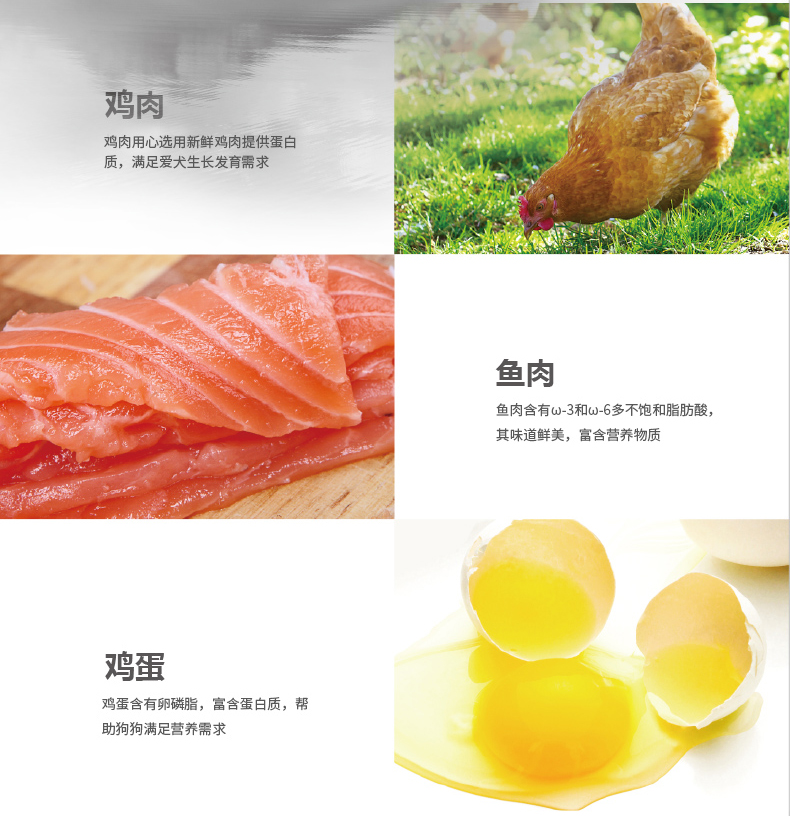 鸡肉
鸡肉用心选用新鲜鸡肉提供蛋白
质，满足爱犬生长发育需求
鱼肉
鱼肉含有ω-3和ω-6多不饱和脂肪酸，
其味道鲜美，富含营养物质
鸡蛋
鸡蛋含有卵磷脂，富含蛋白质，帮
助狗狗满足营养需求